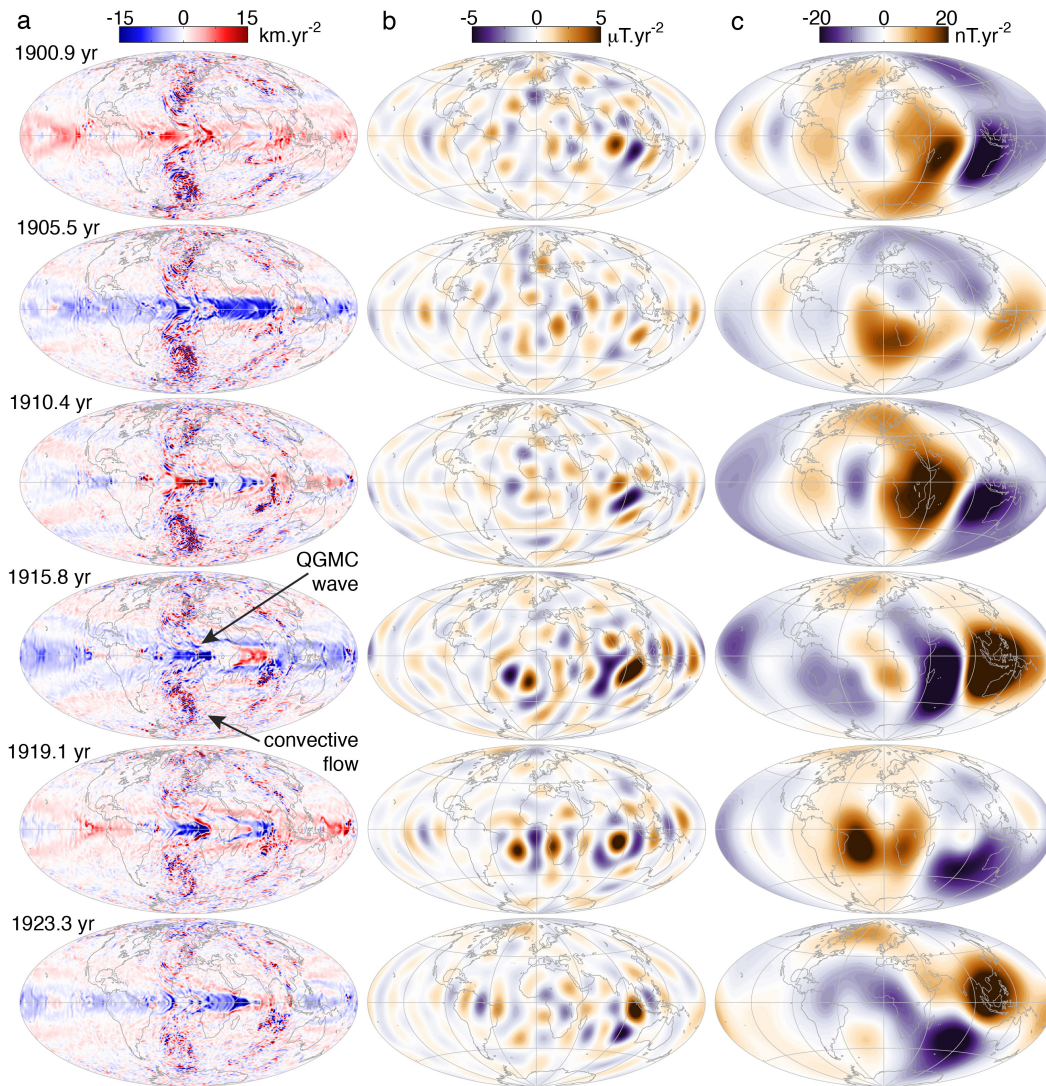 a -15 0 15 km.yr-2
b -5 0 5 μT.yr-2
c -20 0 20 nT.yr-2
1900.9 yr
1905.5 yr
1910.4 yr
1915.8 yr
QGMC
wave
convective
flow
1919.1 yr
1923.3 yr